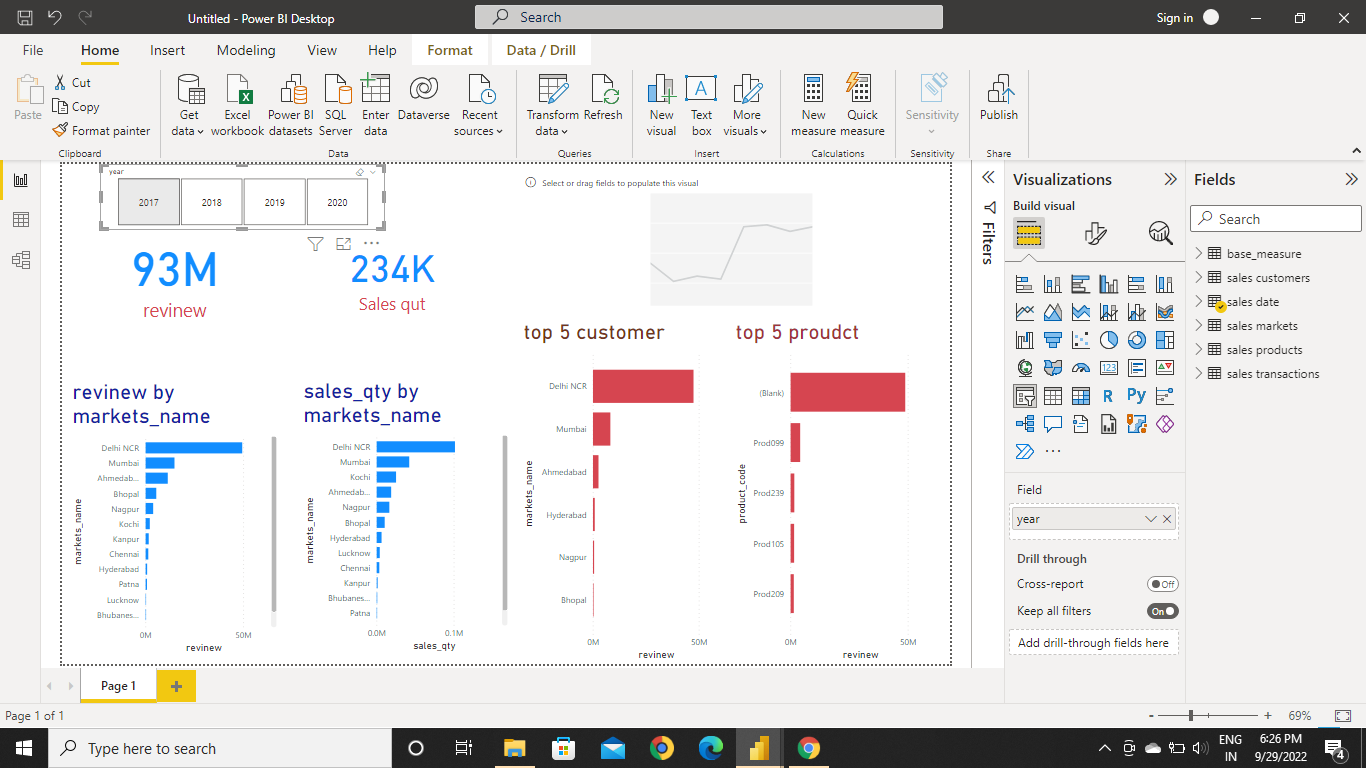 Untitled - Power BI Desktop
Search
Sign in
File
Home
Insert
Modeling
View
Help
Format
Data / Drill
Paste
Cut
Copy
Format painter
Clipboard
Get
data
Excel
workbook
Power BI
datasets
SQL
Server
Enter
data
Dataverse
Recent
sources
Data
Transform
data
Refresh
Queries
New
visual
Text
box
More
visuals
Insert
New
measure
Quick
measure
Calculations
Sensitivity
Sensitivity
Publish
Share
year
2017
2018
2019
2020
93M
revinew
234K
Sales qut
Select or drag fields to populate this visual
revinew by
markets_name
markets_name
Delhi NCR
Mumbai
Ahmedab...
Bhopal
Nagpur
Kochi
Kanpur
Chennai
Hyderabad
Patna
Lucknow
Bhubanes...
0M
50M
revinew
sales_qty by
markets_name
markets_name
Delhi NCR
Mumbai
Kochi
Ahmedab...
Nagpur
Bhopal
Hyderabad
Lucknow
Chennai
Kanpur
Bhubanes...
Patna
0.0M
0.1M
sales_qty
top 5 customer
markets_name
Delhi NCR
Mumbai
Ahmedabad
Hyderabad
Nagpur
Bhopal
0M
50M
revinew
top 5 proudct
product_code
(Blank)
Prod099
Prod239
Prod105
Prod209
0M
50M
revinew
Filters
Visualizations
Build visual
123
R
Py
Field
year
Drill through
Cross-report
Off
Keep all filters
On
Add drill-through fields here
Fields
Search
base_measure
sales customers
sales date
sales markets
sales products
sales transactions
Page 1
Page 1 of 1
- + 69%
Type here to search
ENG
IN
6:26 PM
9/29/2022
4